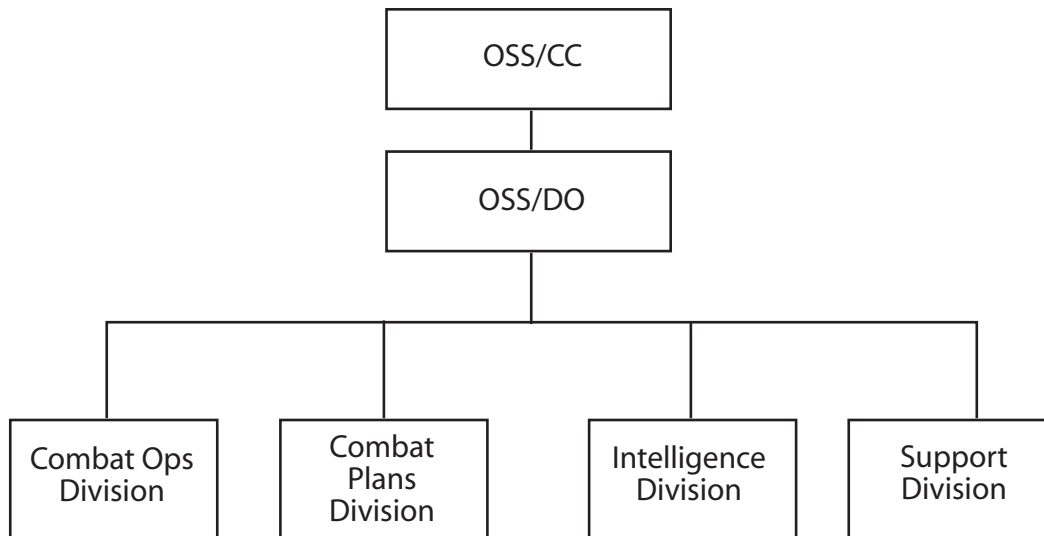 OSS/CC
OSS/DO
Combat Ops
Division
Combat
Plans
Division
Intelligence
Division
Support
Division